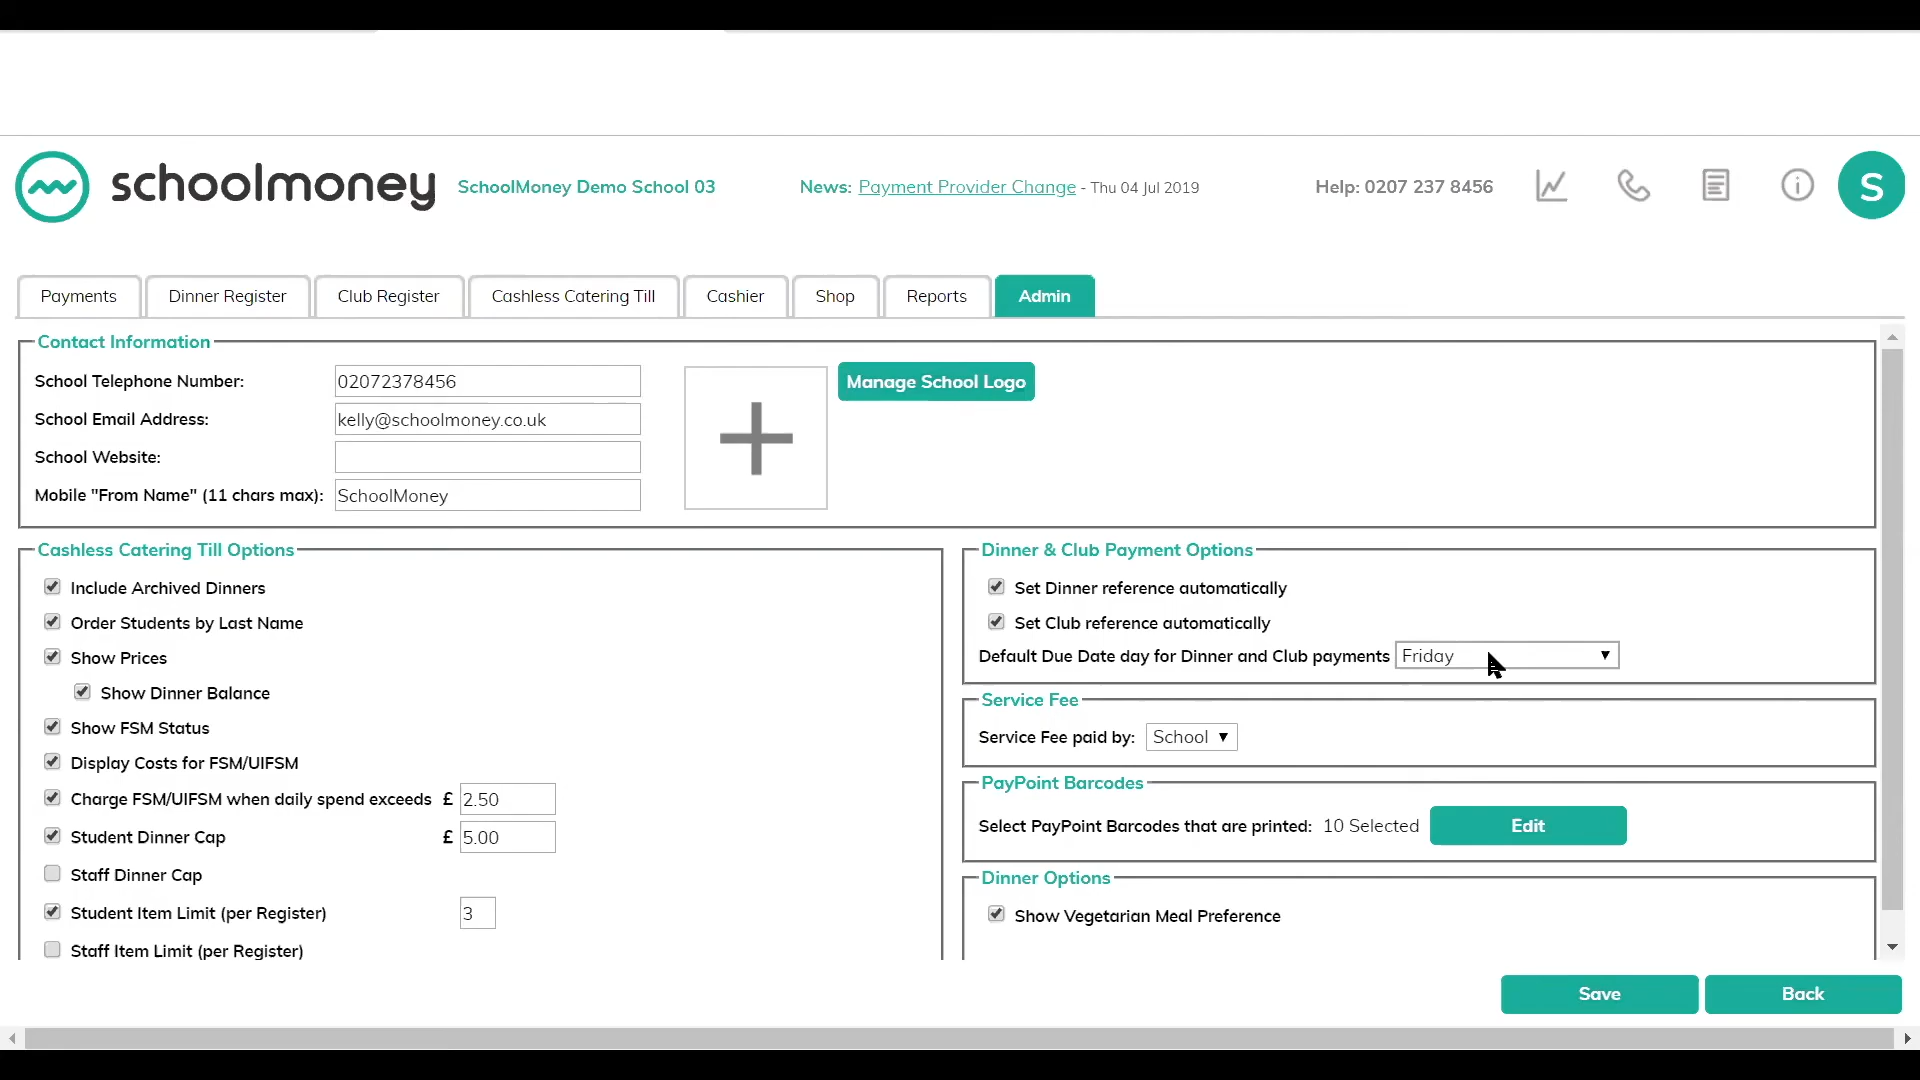 schoolmoney SchoolMoney Demo School 03 News: Payment Provider Change - Thu 04 Jul 2019 Help: 0207 237 8456 S
Payments Dinner Register Club Register Cashless Catering Till Cashier Shop Reports Admin
Contact Information
School Telephone Number: 02072378456 Manage School Logo
School Email Address: kelly@schoolmoney.co.uk
School Website:
Mobile "From Name" (11 chars max): SchoolMoney
Cashless Catering Till Options
Include Archived Dinners
Order Students by Last Name
Show Prices
Show Dinner Balance
Show FSM Status
Display Costs for FSM/UIFSM
Charge FSM/UIFSM when daily spend exceeds £ 2.50
Student Dinner Cap £ 5.00
Staff Dinner Cap
Student Item Limit (per Register) 3
Staff Item Limit (per Register)
Dinner & Club Payment Options
Set Dinner reference automatically
Set Club reference automatically
Default Due Date day for Dinner and Club payments Friday
Service Fee
Service Fee paid by: School
PayPoint Barcodes
Select PayPoint Barcodes that are printed: 10 Selected Edit
Dinner Options
Show Vegetarian Meal Preference
Save Back